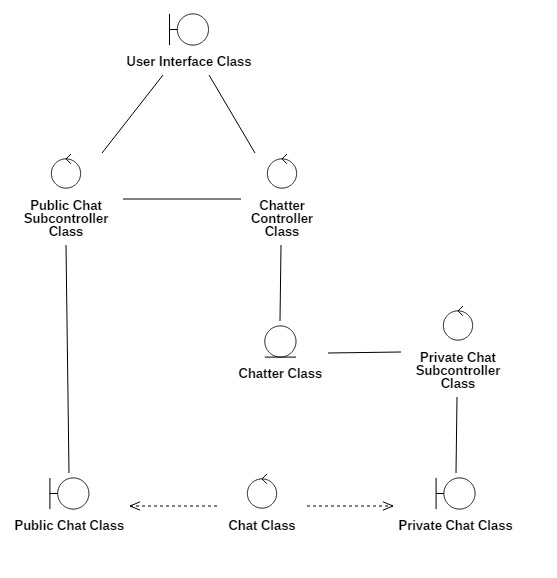 User Interface Class
Public Chat
Subcontroller
Class
Chatter
Controller
Class
Chatter Class
Private Chat
Subcontroller
Class
Public Chat Class
Chat Class
Private Chat Class